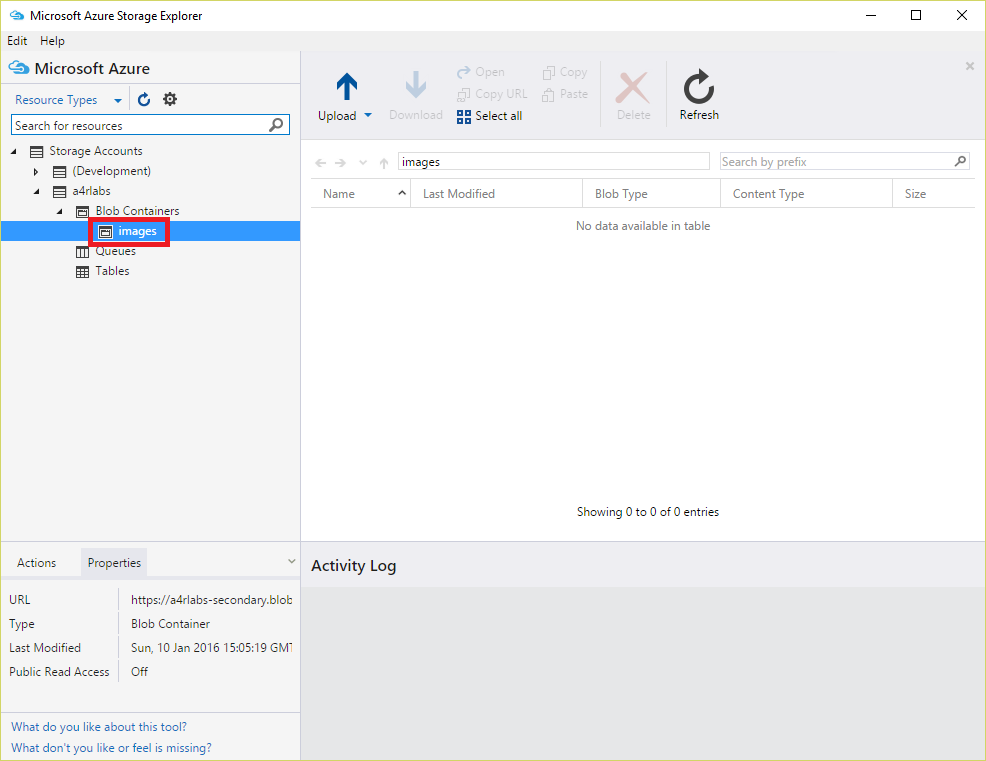 Microsoft Azure Storage Explorer
Edit Help
Microsoft Azure
Resource Types
Search for resources
Storage Accounts
(Development)
a4rlabs
Blob Containers
images
Queues
Tables
Actions Properties
URL https://a4rlabs-secondary.blob
Type Blob Container
Last Modified Sun, 10 Jan 2016 15:05:19 GMT
Public Read Access Off
What do you like about this tool?
What don't you like or feel is missing?
Upload
Download
Open
Copy URL
Select all
Copy
Paste
Delete
Refresh
images
Search by prefix
Name Last Modified Blob Type Content Type Size
No data available in table
Showing 0 to 0 of 0 entries
Activity Log